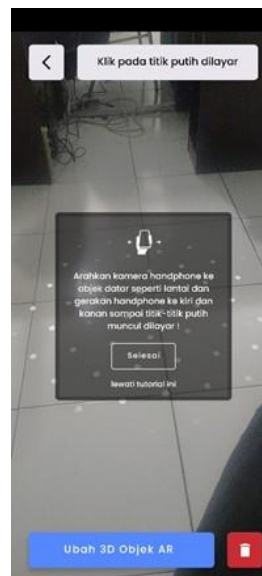 Klik pada titik putih dilayar
Arahkan kamera handphone ke
objek datar seperti lantai dan
gerakan handphone ke kiri dan
kanan sampai titik-titik putih
muncul dilayar !
Selesai
lewati tutorial ini
Ubah 3D Objek AR